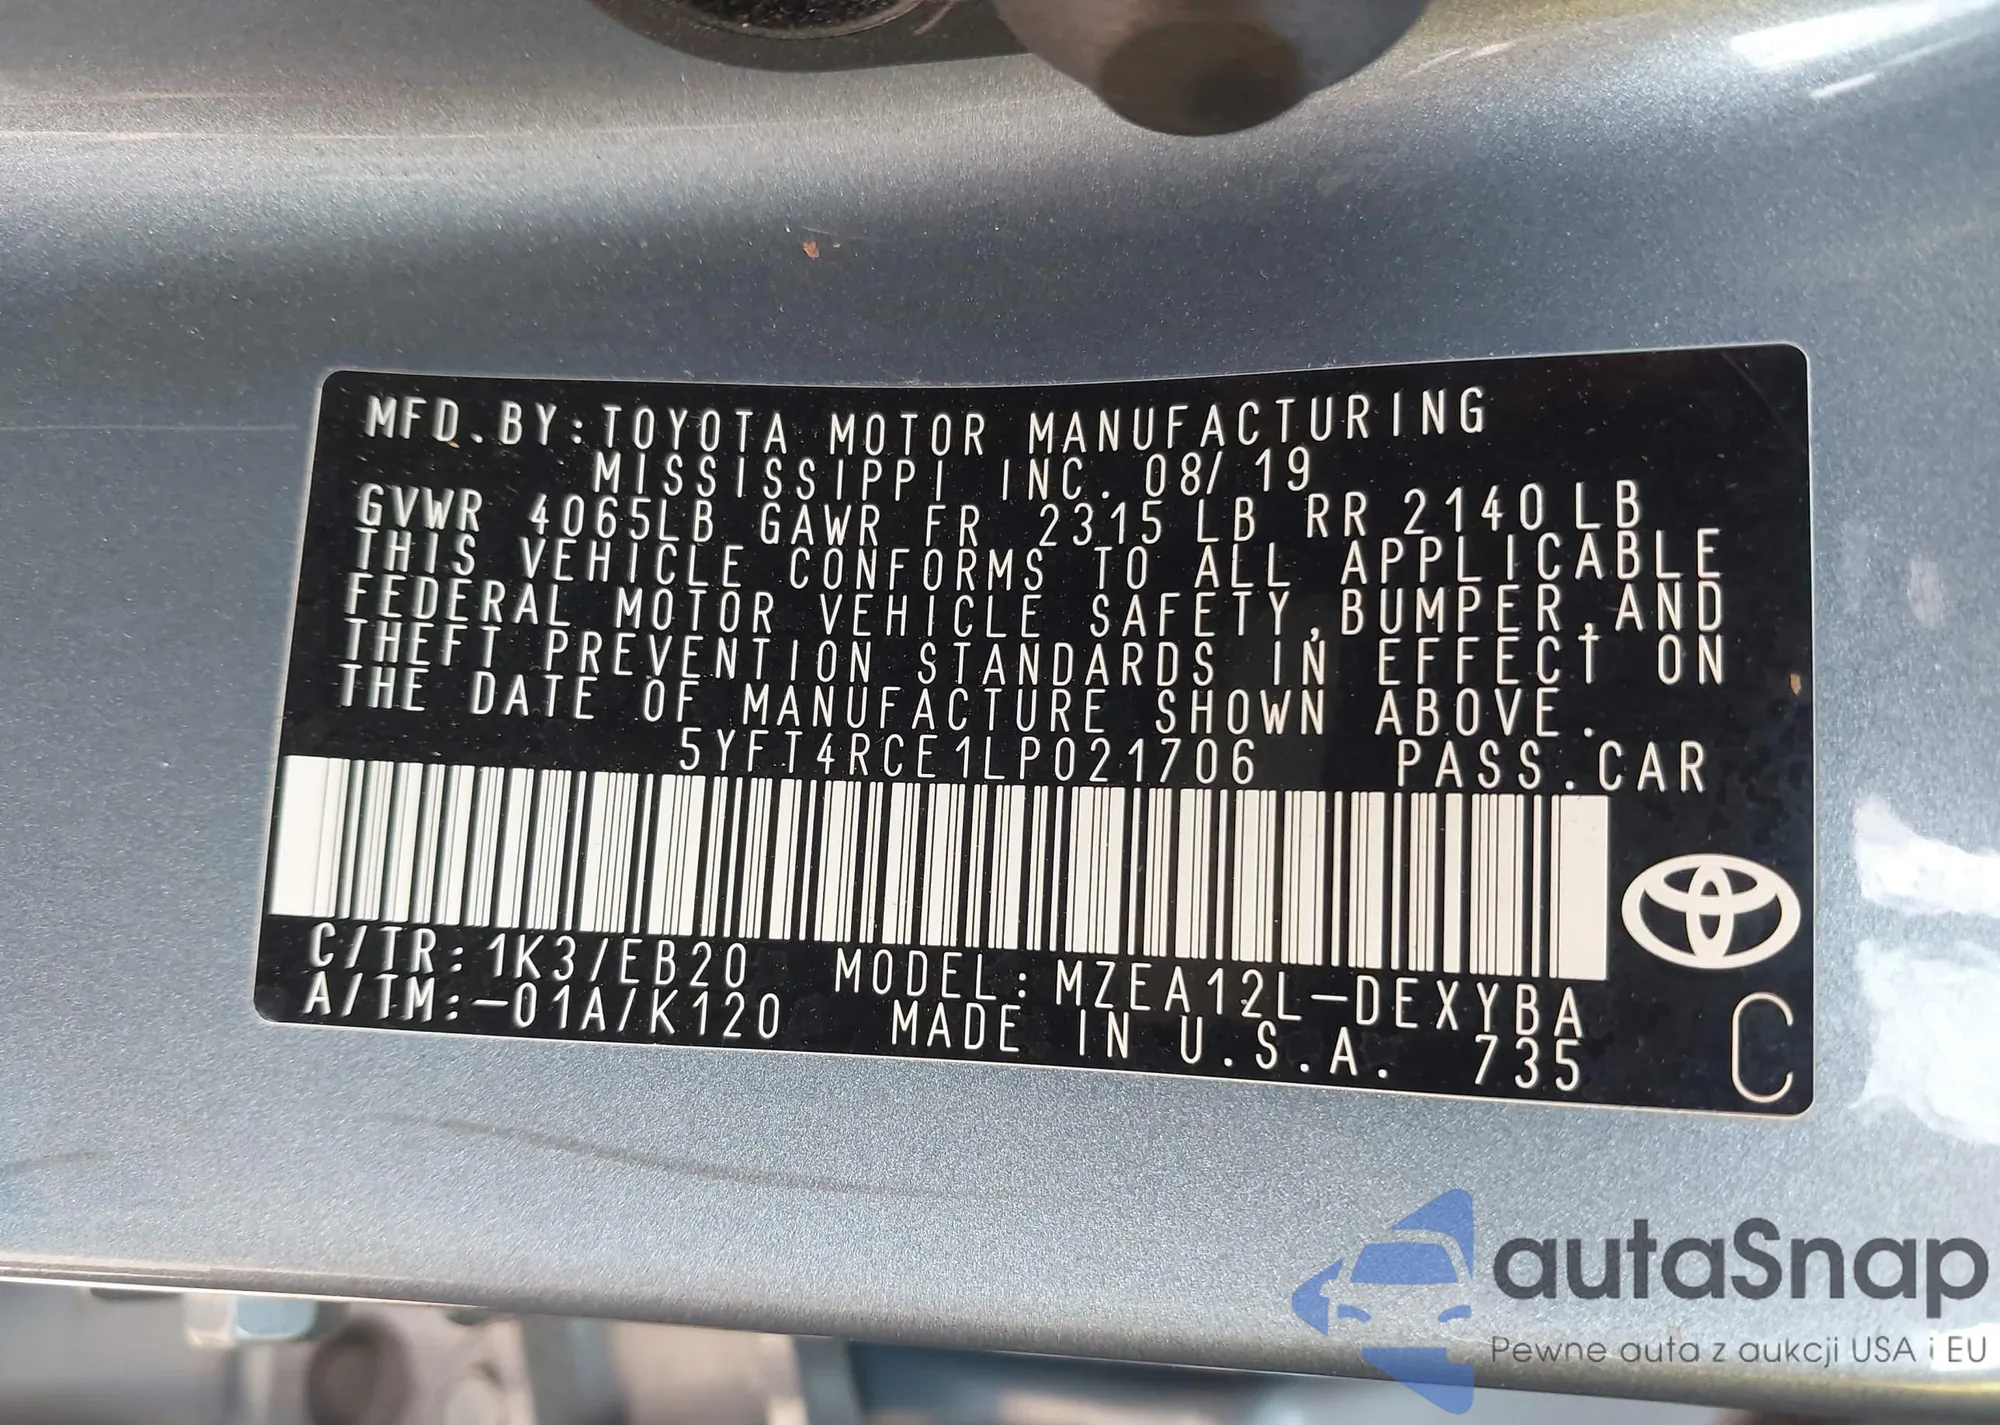 MFD.BY:TOYOTA MOTOR MANUFACTURING
MISSISSIPPI INC. 08/19
GVWR 4065LB GAWR FR 2315 LB RR 2140LB
THIS VEHICLE CONFORMS TO ALL APPLICABLE
FEDERAL MOTOR VEHICLE SAFETY,BUMPER,AND
THEFT PREVENTION STANDARDS IN EFFECT ON
THE DATE OF MANUFACTURE SHOWN ABOVE.
5YFT4RCE1LP021706 PASS.CAR
C/TR:1K3/EB20 MODEL:MZEA12L-DEXYBA
A/TM:-01A/K120 MADE IN U.S.A. 735
C
autaSnap
Pewne auta z aukcji USA i EU